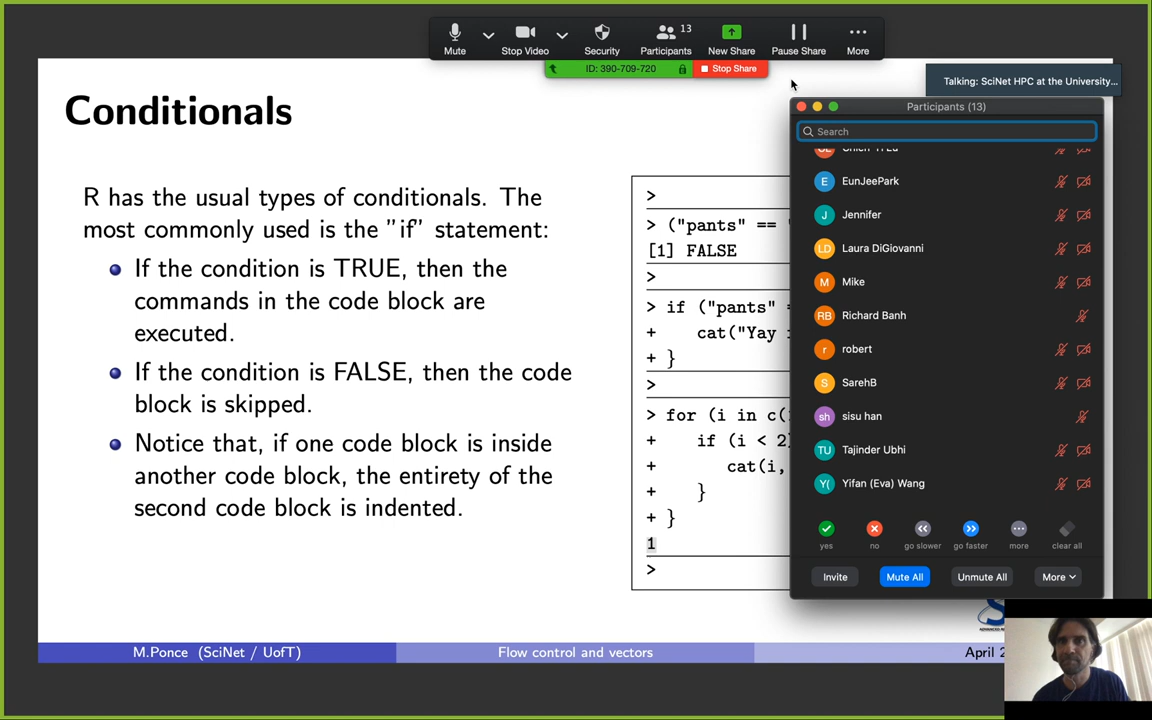 Mute
Stop Video
Security
Participants
13
New Share
Pause Share
More
ID: 390-709-720
Stop Share
Talking: SciNet HPC at the University...
Conditionals
R has the usual types of conditionals. The
most commonly used is the "if" statement:
If the condition is TRUE, then the
commands in the code block are
executed.
If the condition is FALSE, then the code
block is skipped.
Notice that, if one code block is inside
another code block, the entirety of the
second code block is indented.
>
> ("pants" == "
[1] FALSE
>
> if ("pants" =
+ cat("Yay
+ }
>
> for (i in c(
+ if (i < 2)
+ cat(i,
+ }
+ }
1
>
Participants (13)
Search
E EunJeePark
J Jennifer
LD Laura DiGiovanni
M Mike
RB Richard Banh
r robert
S SarehB
sh sisu han
TU Tajinder Ubhi
Y( Yifan (Eva) Wang
yes
no
go slower
go faster
more
clear all
Invite
Mute All
Unmute All
More
M.Ponce (SciNet / UofT)
Flow control and vectors
April